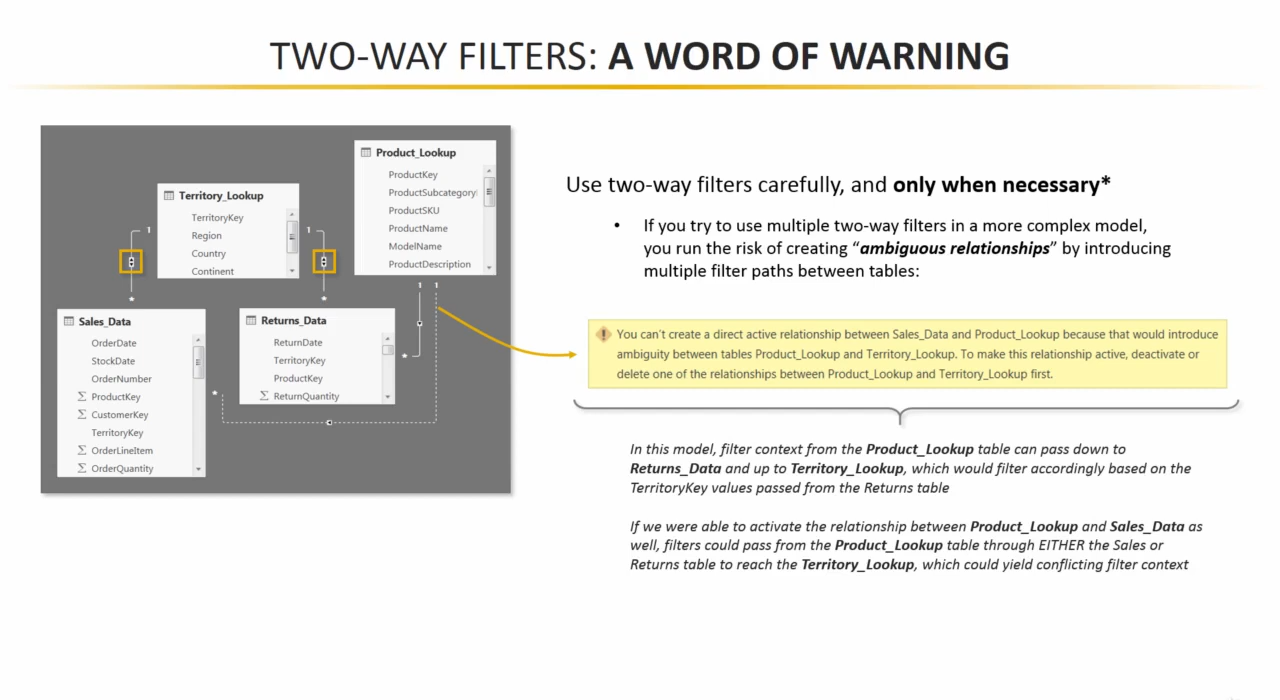 TWO-WAY FILTERS: A WORD OF WARNING
Product_Lookup
ProductKey
ProductSubcategory
ProductSKU
ProductName
ModelName
ProductDescription
Territory_Lookup
TerritoryKey
Region
Country
Continent
1
1
*
*
Sales_Data
OrderDate
StockDate
OrderNumber
Σ ProductKey
Σ CustomerKey
TerritoryKey
Σ OrderLineItem
Σ OrderQuantity
Returns_Data
ReturnDate
TerritoryKey
ProductKey
Σ ReturnQuantity
1 1
*
*
Use two-way filters carefully, and only when necessary*
• If you try to use multiple two-way filters in a more complex model,
you run the risk of creating “ambiguous relationships” by introducing
multiple filter paths between tables:
You can't create a direct active relationship between Sales_Data and Product_Lookup because that would introduce
ambiguity between tables Product_Lookup and Territory_Lookup. To make this relationship active, deactivate or
delete one of the relationships between Product_Lookup and Territory_Lookup first.
In this model, filter context from the Product_Lookup table can pass down to
Returns_Data and up to Territory_Lookup, which would filter accordingly based on the
TerritoryKey values passed from the Returns table
If we were able to activate the relationship between Product_Lookup and Sales_Data as
well, filters could pass from the Product_Lookup table through EITHER the Sales or
Returns table to reach the Territory_Lookup, which could yield conflicting filter context